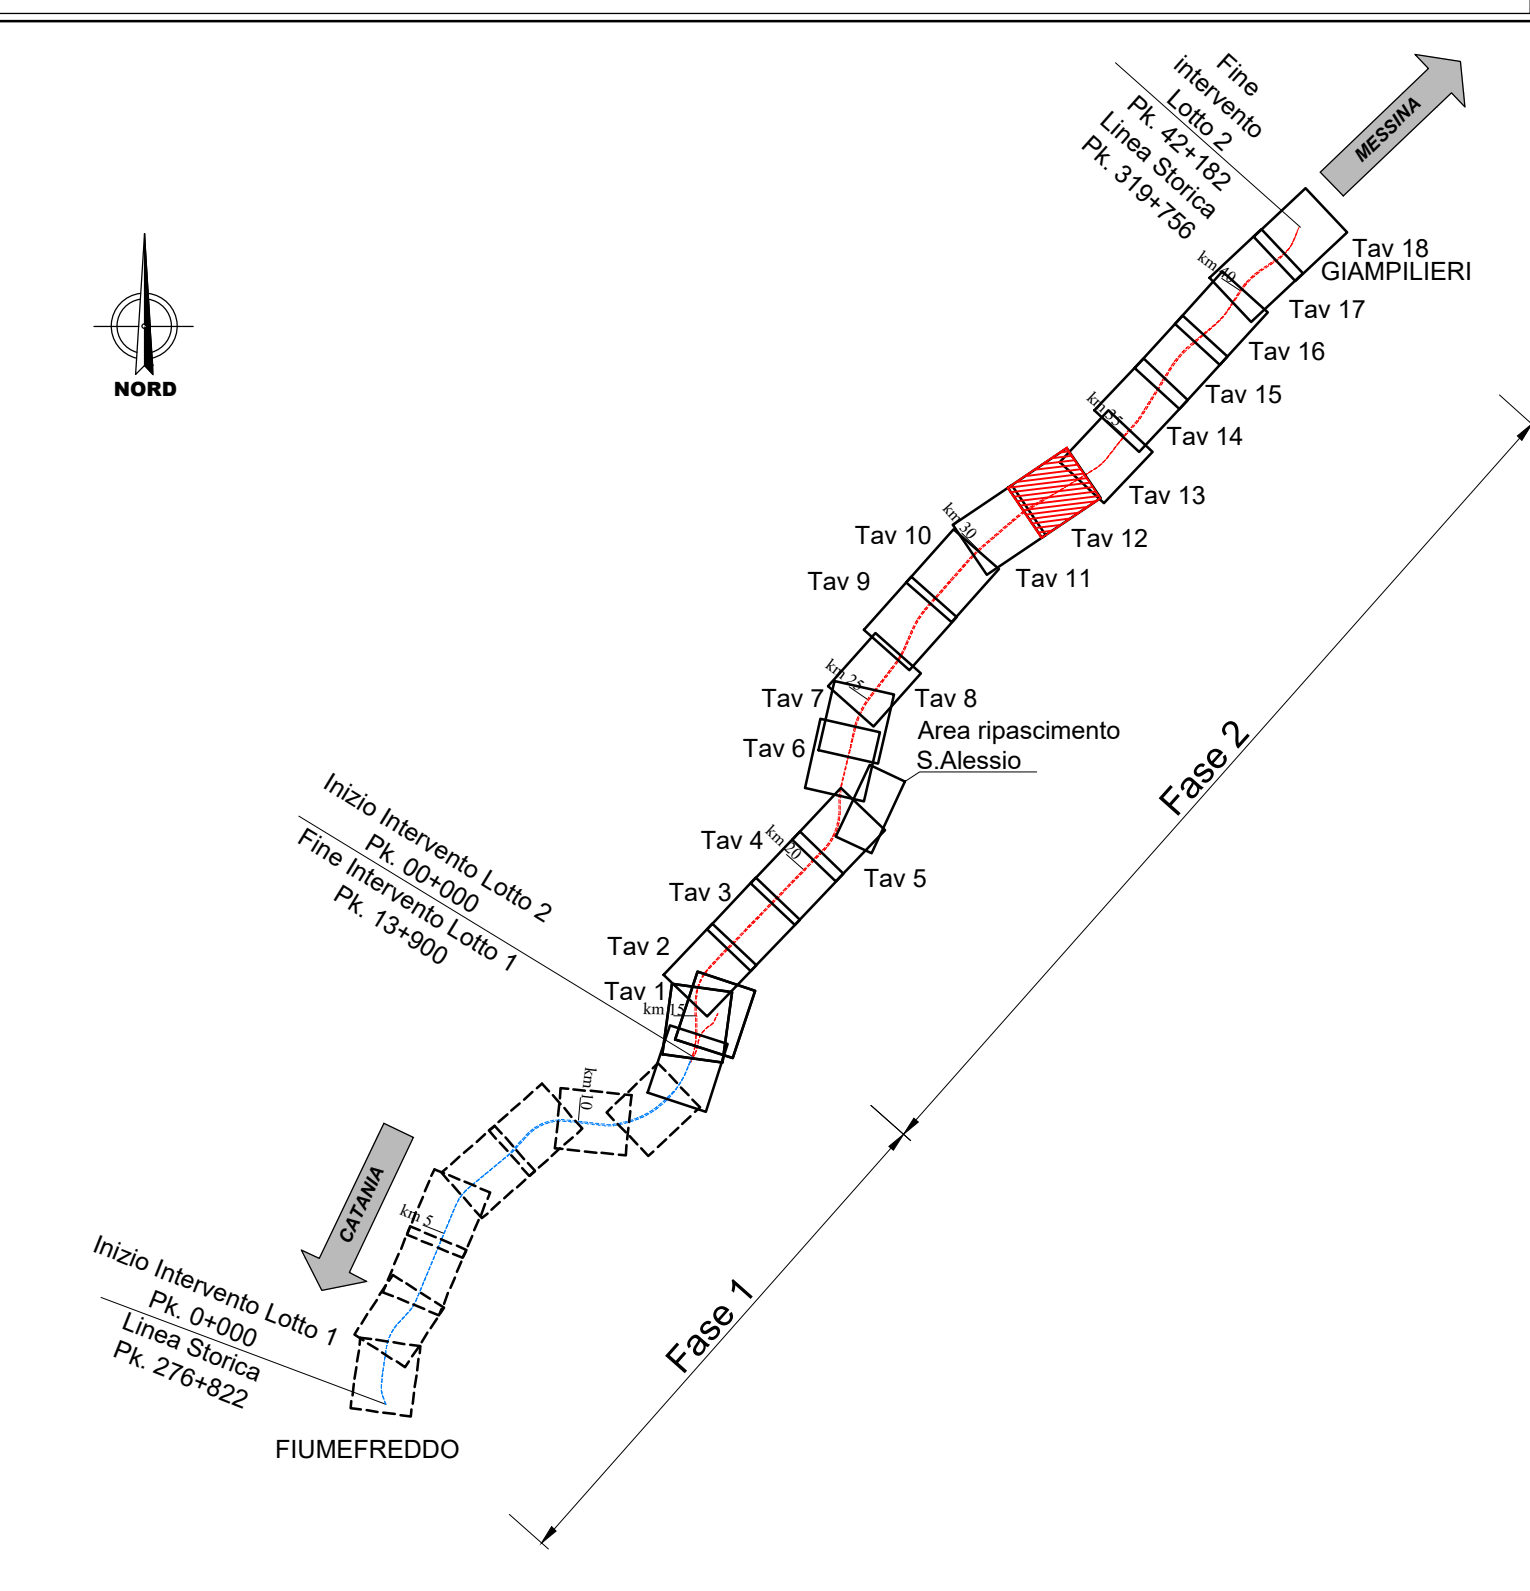 Fine
intervento
Lotto 2
Pk. 42+182
Linea Storica
Pk. 319+756
MESSINA
NORD
Tav 18
GIAMPILIERI
km 40
Tav 17
Tav 16
Tav 15
km 35
Tav 14
Tav 13
Tav 12
km 30
Tav 10
Tav 11
Tav 9
km 25
Tav 7
Tav 8
Tav 6
Area ripascimento
S.Alessio
Fase 2
km 20
Tav 4
Tav 5
Tav 3
Tav 2
Tav 1
km 15
Inizio Intervento Lotto 2
Pk. 00+000
Fine Intervento Lotto 1
Pk. 13+900
km 10
CATANIA
km 5
Inizio Intervento Lotto 1
Pk. 0+000
Linea Storica
Pk. 276+822
Fase 1
FIUMEFREDDO